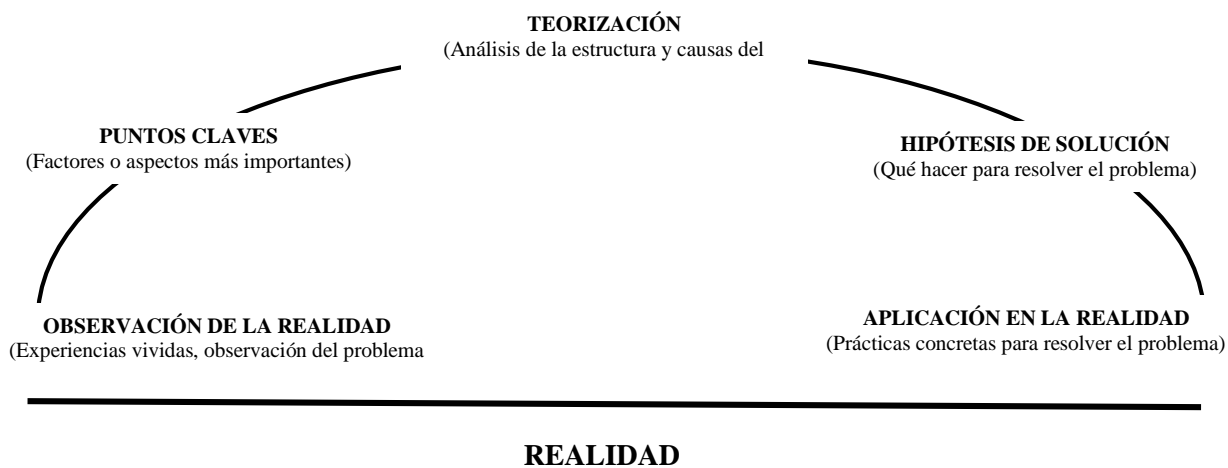 TEORIZACIÓN
(Análisis de la estructura y causas del
PUNTOS CLAVES
(Factores o aspectos más importantes)
HIPÓTESIS DE SOLUCIÓN
(Qué hacer para resolver el problema)
OBSERVACIÓN DE LA REALIDAD
(Experiencias vividas, observación del problema
APLICACIÓN EN LA REALIDAD
(Prácticas concretas para resolver el problema)
REALIDAD